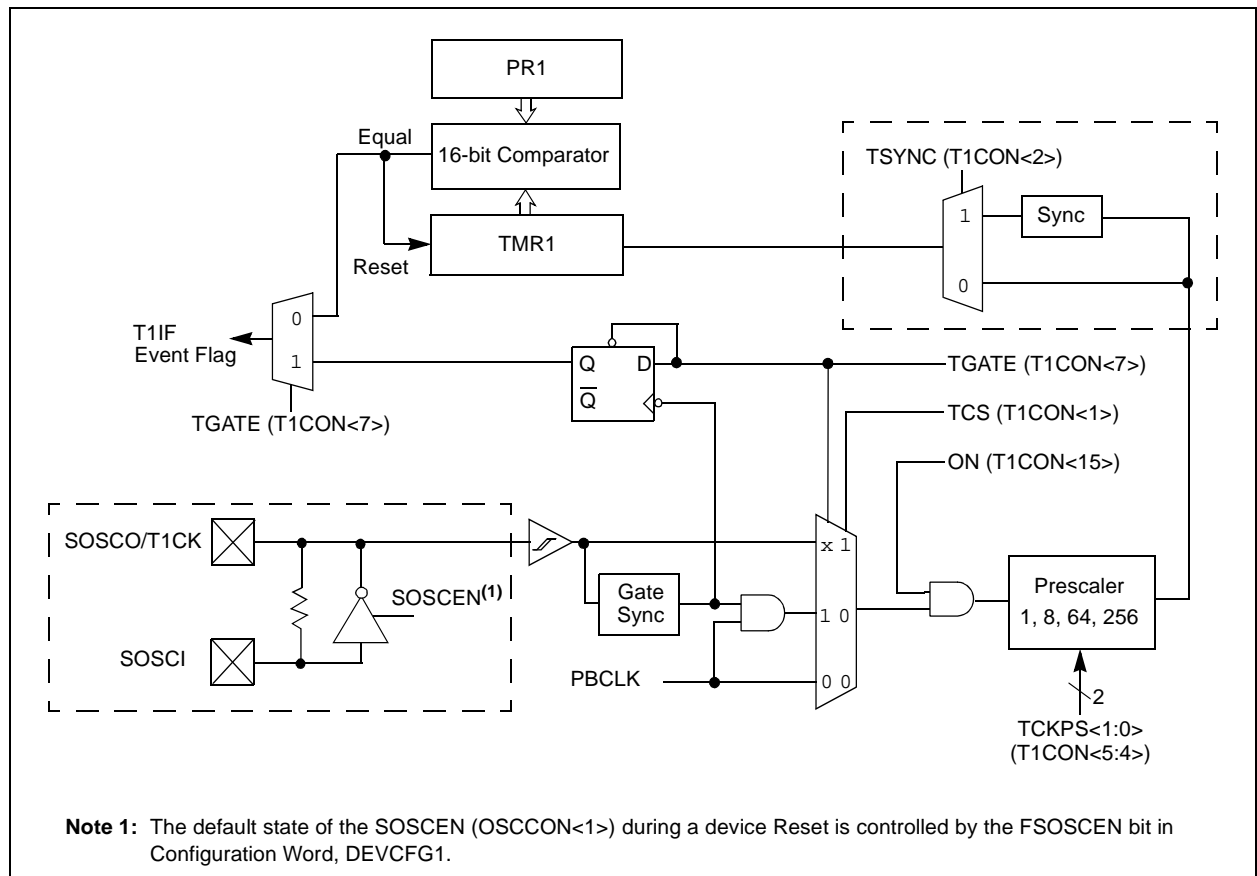 PR1
Equal
16-bit Comparator
TSYNC (T1CON<2>)
1
Sync
TMR1
Reset
0
0
T1IF
Event Flag
1
Q
D
Q
TGATE (T1CON<7>)
TGATE (T1CON<7>)
TCS (T1CON<1>)
ON (T1CON<15>)
SOSCO/T1CK
x 1
SOSCEN(1)
Gate
Sync
1 0
Prescaler
1, 8, 64, 256
SOSCI
PBCLK
0 0
2
TCKPS<1:0>
(T1CON<5:4>)
Note 1: The default state of the SOSCEN (OSCCON<1>) during a device Reset is controlled by the FSOSCEN bit in
Configuration Word, DEVCFG1.